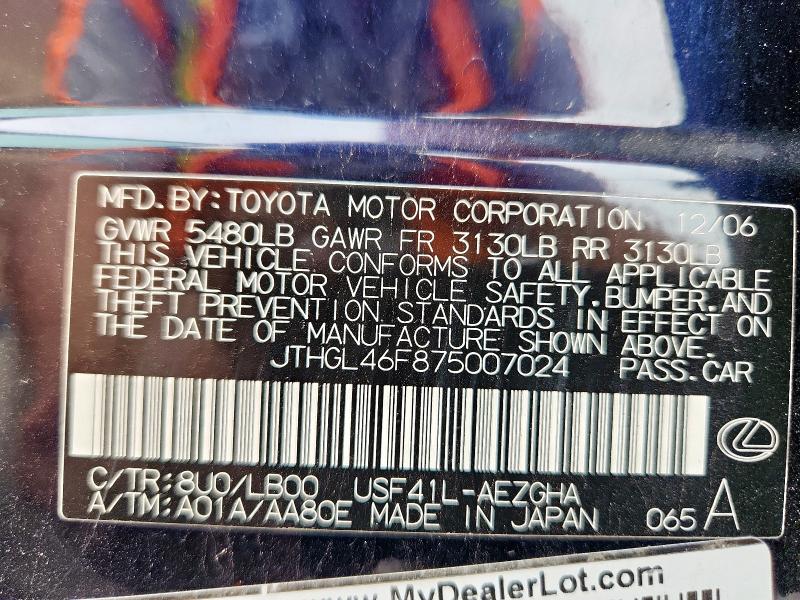 MFD.BY:TOYOTA MOTOR CORPORATION 12/06
GVWR 5480LB GAWR FR 3130LB RR 3130LB
THIS VEHICLE CONFORMS TO ALL APPLICABLE
FEDERAL MOTOR VEHICLE SAFETY,BUMPER,AND
THEFT PREVENTION STANDARDS IN EFFECT ON
THE DATE OF MANUFACTURE SHOWN ABOVE.
JTHGL46F875007024 PASS.CAR
C/TR:8U0/LB00 USF41L-AEZGHA
A/TM:A01A/AA80E MADE IN JAPAN 065 A
www.MyDealerLot.com